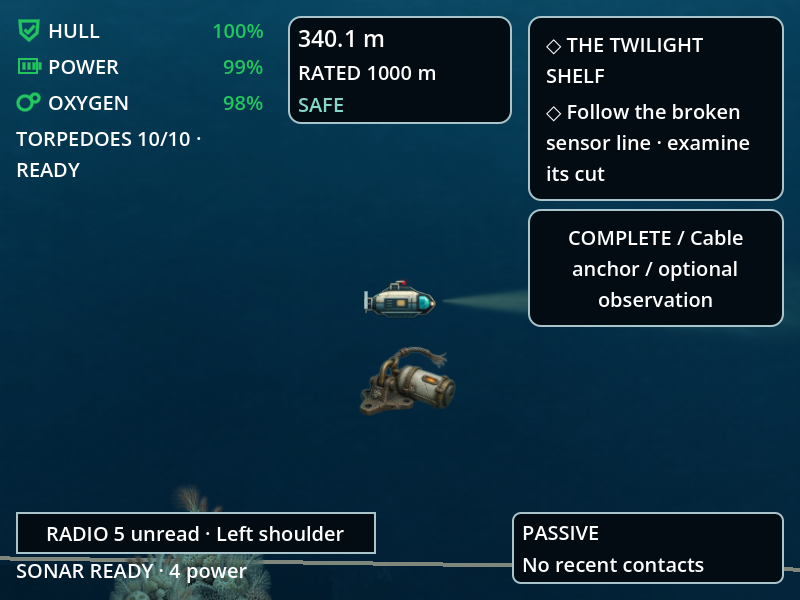 HULL 100%
POWER 99%
OXYGEN 98%
TORPEDOES 10/10 ·
READY
340.1 m
RATED 1000 m
SAFE
◇ THE TWILIGHT
SHELF
◇ Follow the broken
sensor line · examine
its cut
COMPLETE / Cable
anchor / optional
observation
RADIO 5 unread · Left shoulder
SONAR READY · 4 power
PASSIVE
No recent contacts